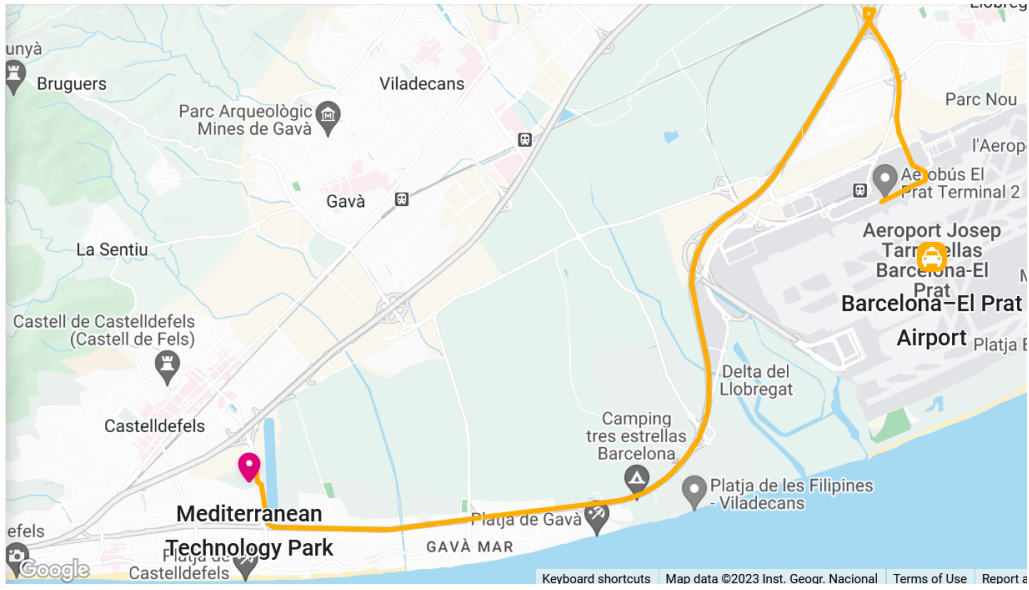 Viladecans
Bruguers
Parc Arqueològic
Mines de Gavà
Parc Nou
Aerobús El
Prat Terminal 2
Gavà
La Sentiu
Aeroport Josep
Barcelona-El
Prat
Barcelona–El Prat
Airport
Castell de Castelldefels
(Castell de Fels)
Delta del
Llobregat
Camping
tres estrellas
Barcelona
Castelldefels
Platja de les Filipines
- Viladecans
Mediterranean
Technology Park
Platja de Gavà
GAVÀ MAR
Platja de
Castelldefels
Google
Keyboard shortcuts
Map data ©2023 Inst. Geogr. Nacional
Terms of Use
Report a